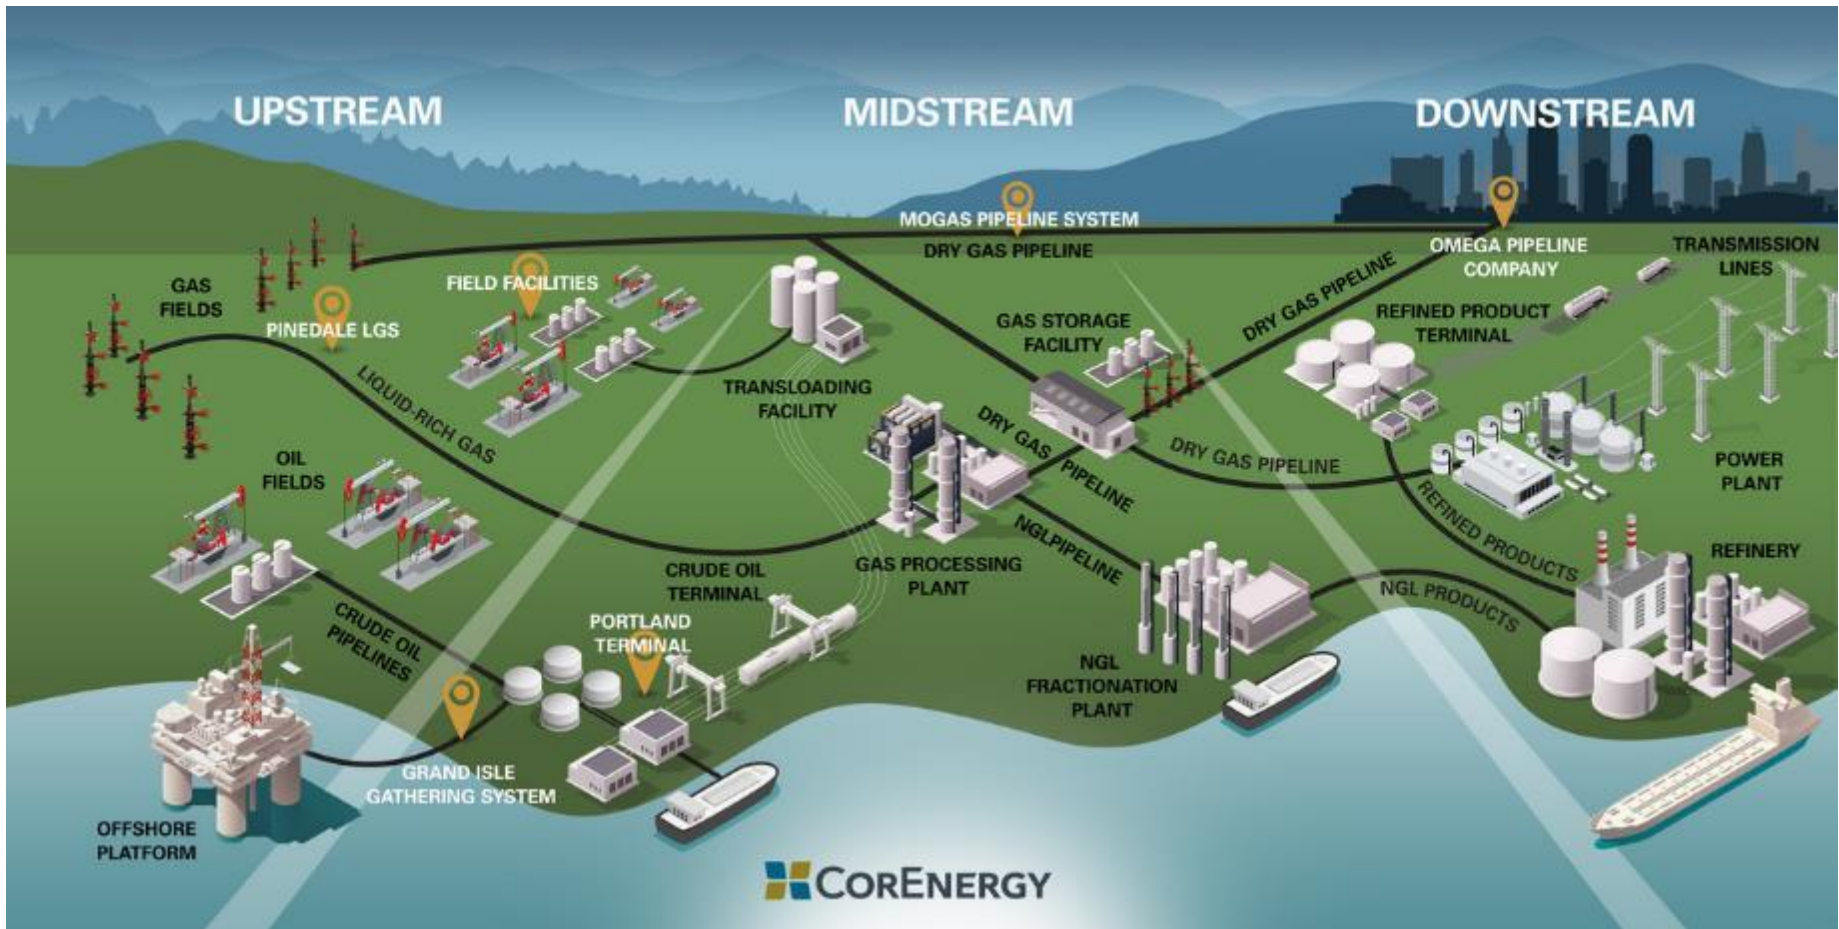 UPSTREAM
MIDSTREAM
DOWNSTREAM
MOGAS PIPELINE SYSTEM
DRY GAS PIPELINE
OMEGA PIPELINE
COMPANY
TRANSMISSION
LINES
GAS
FIELDS
PINEDALE LGS
FIELD FACILITIES
GAS STORAGE
FACILITY
DRY GAS PIPELINE
REFINED PRODUCT
TERMINAL
LIQUID-RICH GAS
TRANSLOADING
FACILITY
DRY GAS PIPELINE
DRY GAS PIPELINE
POWER
PLANT
OIL
FIELDS
REFINED PRODUCTS
REFINERY
CRUDE OIL
TERMINAL
GAS PROCESSING
PLANT
NGLPIPELINE
NGL PRODUCTS
CRUDE OIL
PIPELINES
PORTLAND
TERMINAL
NGL
FRACTIONATION
PLANT
GRAND ISLE
GATHERING SYSTEM
OFFSHORE
PLATFORM
CORENERGY